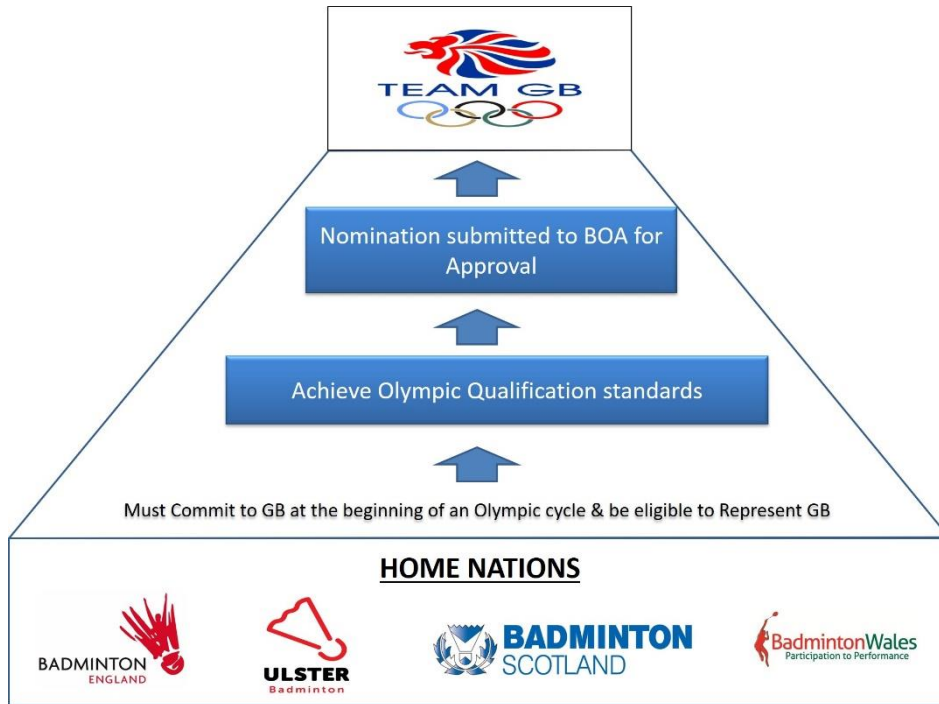 TEAM GB
Nomination submitted to BOA for
Approval
Achieve Olympic Qualification standards
Must Commit to GB at the beginning of an Olympic cycle & be eligible to Represent GB
HOME NATIONS
BADMINTON
ENGLAND
ULSTER
Badminton
BADMINTON
SCOTLAND
BadmintonWales
Participation to Performance